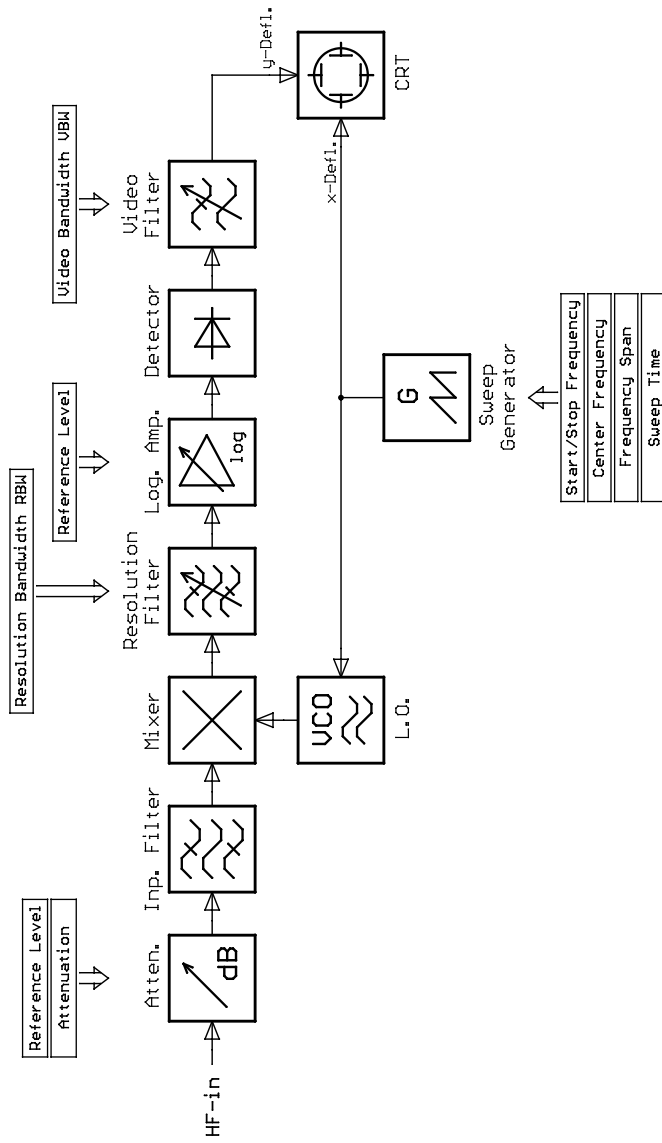 Resolution Bandwidth RBW
Reference Level
Attenuation
Reference Level
Video Bandwidth VBW
Atten.
Inp. Filter
Mixer
Resolution
Filter
Log. Amp.
Detector
Video
Filter
HF-in
dB
log
y-Defl.
VCO
L.O.
x-Defl.
CRT
G
Sweep
Generator
Start/Stop Frequency
Center Frequency
Frequency Span
Sweep Time